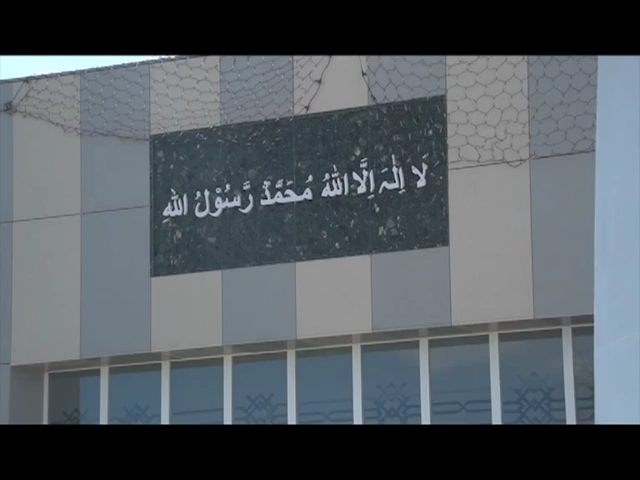 لَا اِلٰہَ اِلَّا اللهُ مُحَمَّدٌ رَّسُوْلُ اللهِ